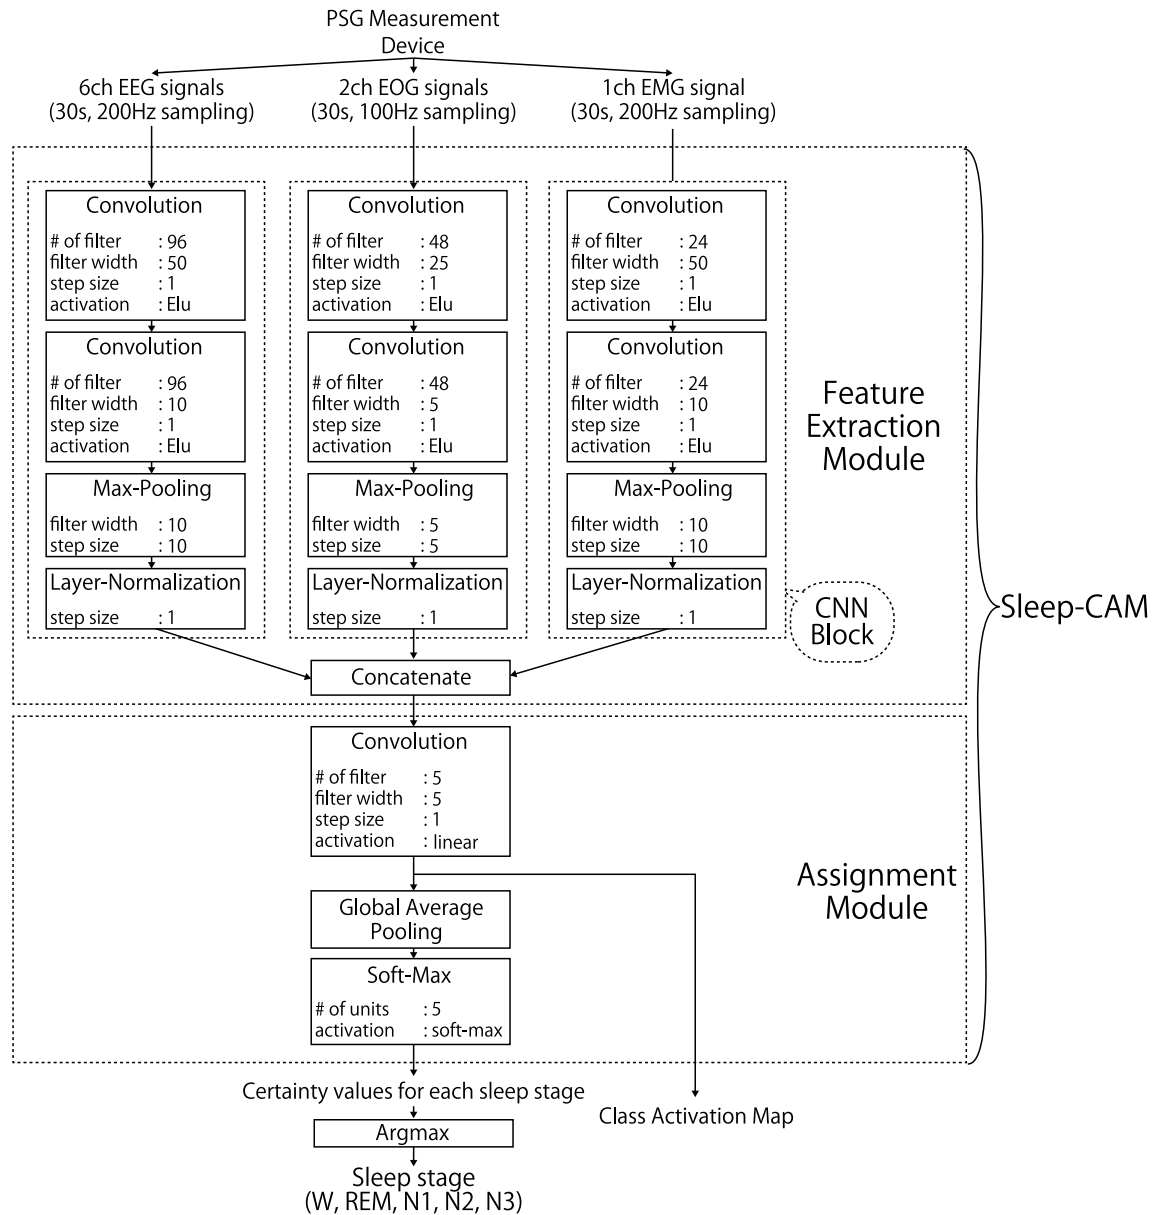 PSG Measurement
Device
6ch EEG signals
(30s, 200Hz sampling)
2ch EOG signals
(30s, 100Hz sampling)
1ch EMG signal
(30s, 200Hz sampling)
Convolution
# of filter : 96
filter width : 50
step size : 1
activation : Elu
Convolution
# of filter : 96
filter width : 10
step size : 1
activation : Elu
Max-Pooling
filter width : 10
step size : 10
Layer-Normalization
step size : 1
Convolution
# of filter : 48
filter width : 25
step size : 1
activation : Elu
Convolution
# of filter : 48
filter width : 5
step size : 1
activation : Elu
Max-Pooling
filter width : 5
step size : 5
Layer-Normalization
step size : 1
Convolution
# of filter : 24
filter width : 50
step size : 1
activation : Elu
Convolution
# of filter : 24
filter width : 10
step size : 1
activation : Elu
Max-Pooling
filter width : 10
step size : 10
Layer-Normalization
step size : 1
CNN
Block
Feature
Extraction
Module
Sleep-CAM
Concatenate
Convolution
# of filter : 5
filter width : 5
step size : 1
activation : linear
Global Average
Pooling
Soft-Max
# of units : 5
activation : soft-max
Assignment
Module
Certainty values for each sleep stage
Class Activation Map
Argmax
Sleep stage
(W, REM, N1, N2, N3)